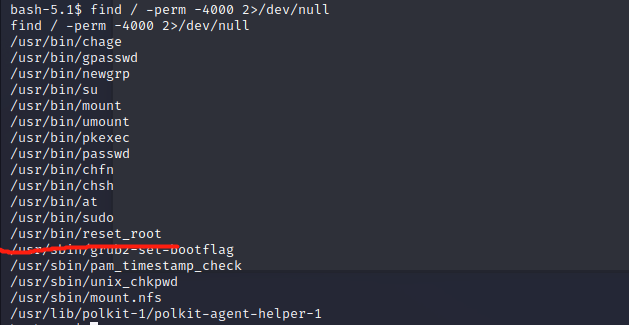 bash-5.1$ find / -perm -4000 2>/dev/null
find / -perm -4000 2>/dev/null
/usr/bin/chage
/usr/bin/gpasswd
/usr/bin/newgrp
/usr/bin/su
/usr/bin/mount
/usr/bin/umount
/usr/bin/pkexec
/usr/bin/passwd
/usr/bin/chfn
/usr/bin/chsh
/usr/bin/at
/usr/bin/sudo
/usr/bin/reset_root
/usr/sbin/grub2-set-bootflag
/usr/sbin/pam_timestamp_check
/usr/sbin/unix_chkpwd
/usr/sbin/mount.nfs
/usr/lib/polkit-1/polkit-agent-helper-1